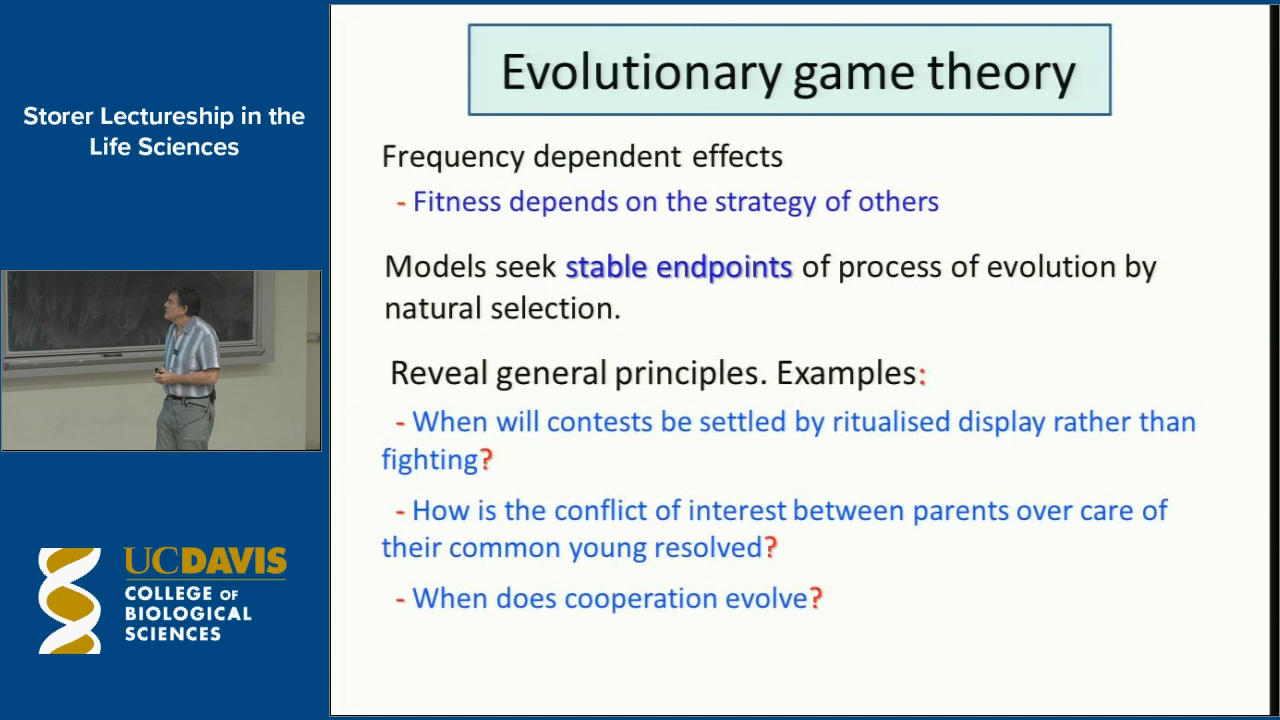 Storer Lectureship in the
Life Sciences
UCDAVIS
COLLEGE OF
BIOLOGICAL
SCIENCES
Evolutionary game theory
Frequency dependent effects
- Fitness depends on the strategy of others
Models seek stable endpoints of process of evolution by
natural selection.
Reveal general principles. Examples:
- When will contests be settled by ritualised display rather than
fighting?
- How is the conflict of interest between parents over care of
their common young resolved?
- When does cooperation evolve?